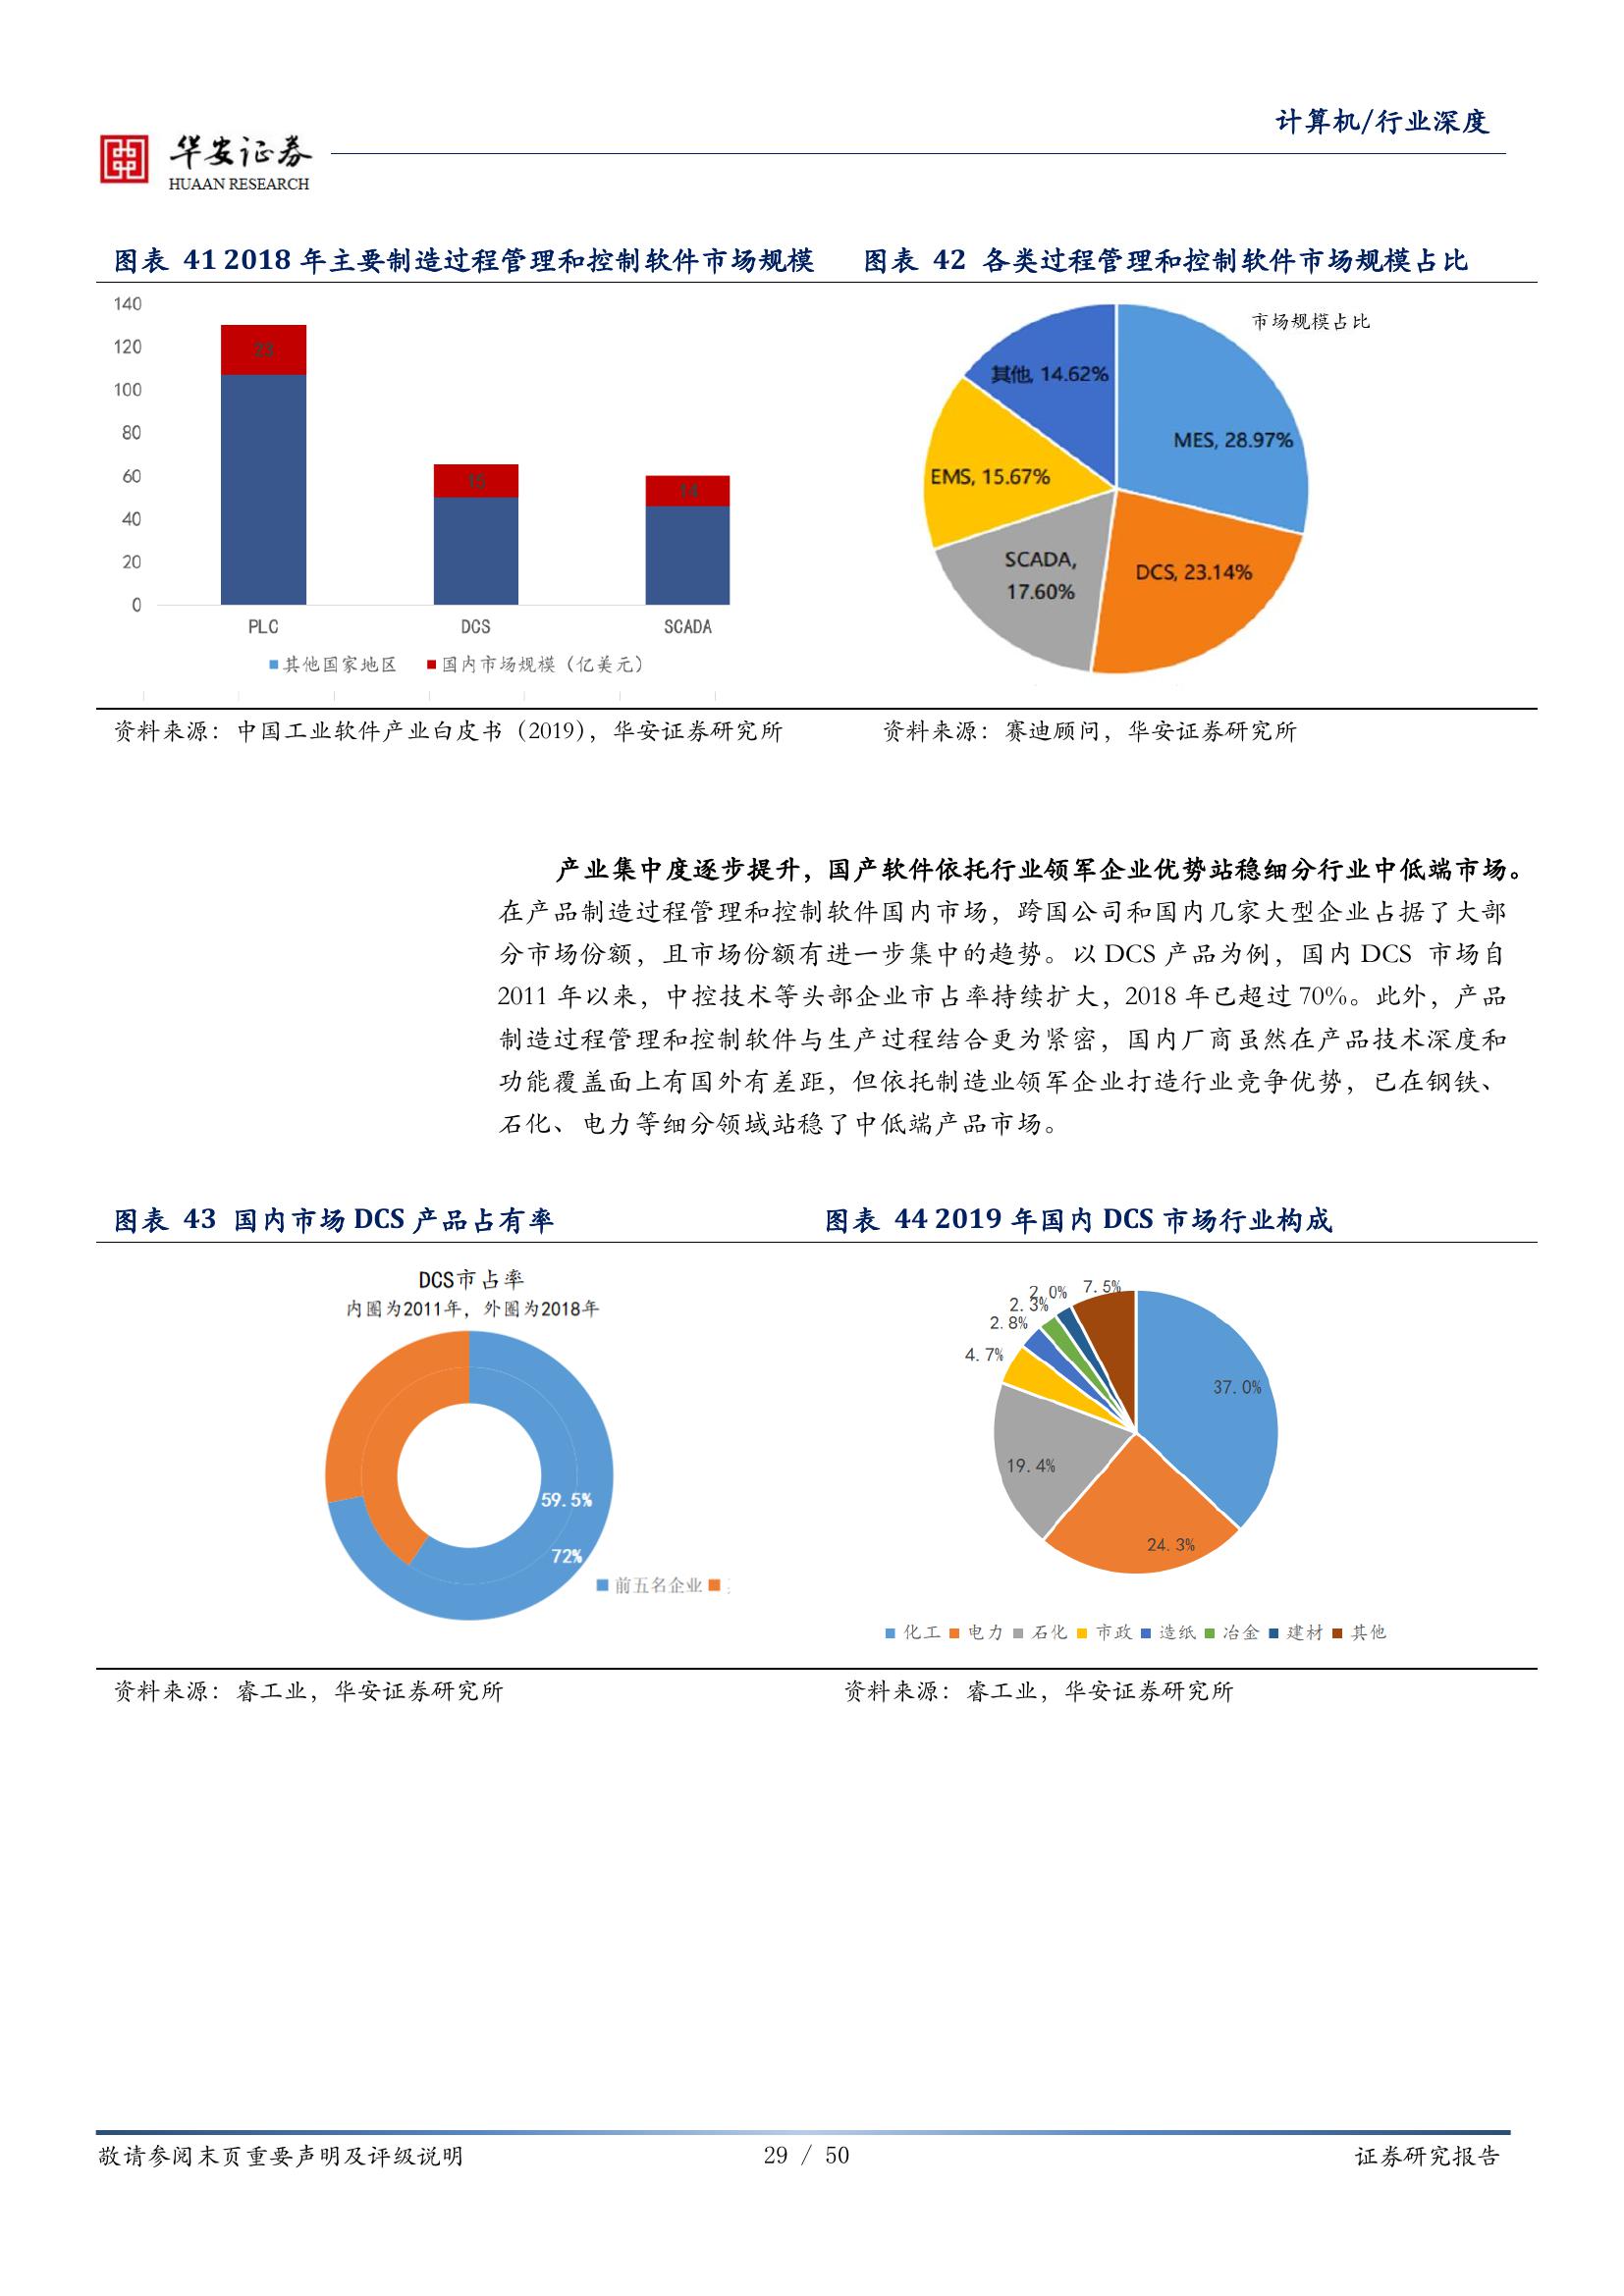 计算机/行业深度
华安证券
HUAAN RESEARCH
图表 41 2018 年主要制造过程管理和控制软件市场规模
140
120
100
80
60
40
20
0
23
15
14
PLC DCS SCADA
其他国家地区 国内市场规模（亿美元）
资料来源：中国工业软件产业白皮书（2019），华安证券研究所
图表 42 各类过程管理和控制软件市场规模占比
市场规模占比
其他, 14.62%
MES, 28.97%
EMS, 15.67%
SCADA,
17.60%
DCS, 23.14%
资料来源：赛迪顾问，华安证券研究所
产业集中度逐步提升，国产软件依托行业领军企业优势站稳细分行业中低端市场。
在产品制造过程管理和控制软件国内市场，跨国公司和国内几家大型企业占据了大部
分市场份额，且市场份额有进一步集中的趋势。以 DCS 产品为例，国内 DCS 市场自
2011 年以来，中控技术等头部企业市占率持续扩大，2018 年已超过 70%。此外，产品
制造过程管理和控制软件与生产过程结合更为紧密，国内厂商虽然在产品技术深度和
功能覆盖面上有国外有差距，但依托制造业领军企业打造行业竞争优势，已在钢铁、
石化、电力等细分领域站稳了中低端产品市场。
图表 43 国内市场 DCS 产品占有率
DCS市占率
内圈为2011年，外圈为2018年
59.5%
72%
前五名企业
资料来源：睿工业，华安证券研究所
图表 44 2019 年国内 DCS 市场行业构成
7.5%
2.0%
2.3%
2.8%
4.7%
37.0%
19.4%
24.3%
化工 电力 石化 市政 造纸 冶金 建材 其他
资料来源：睿工业，华安证券研究所
敬请参阅末页重要声明及评级说明 29 / 50 证券研究报告